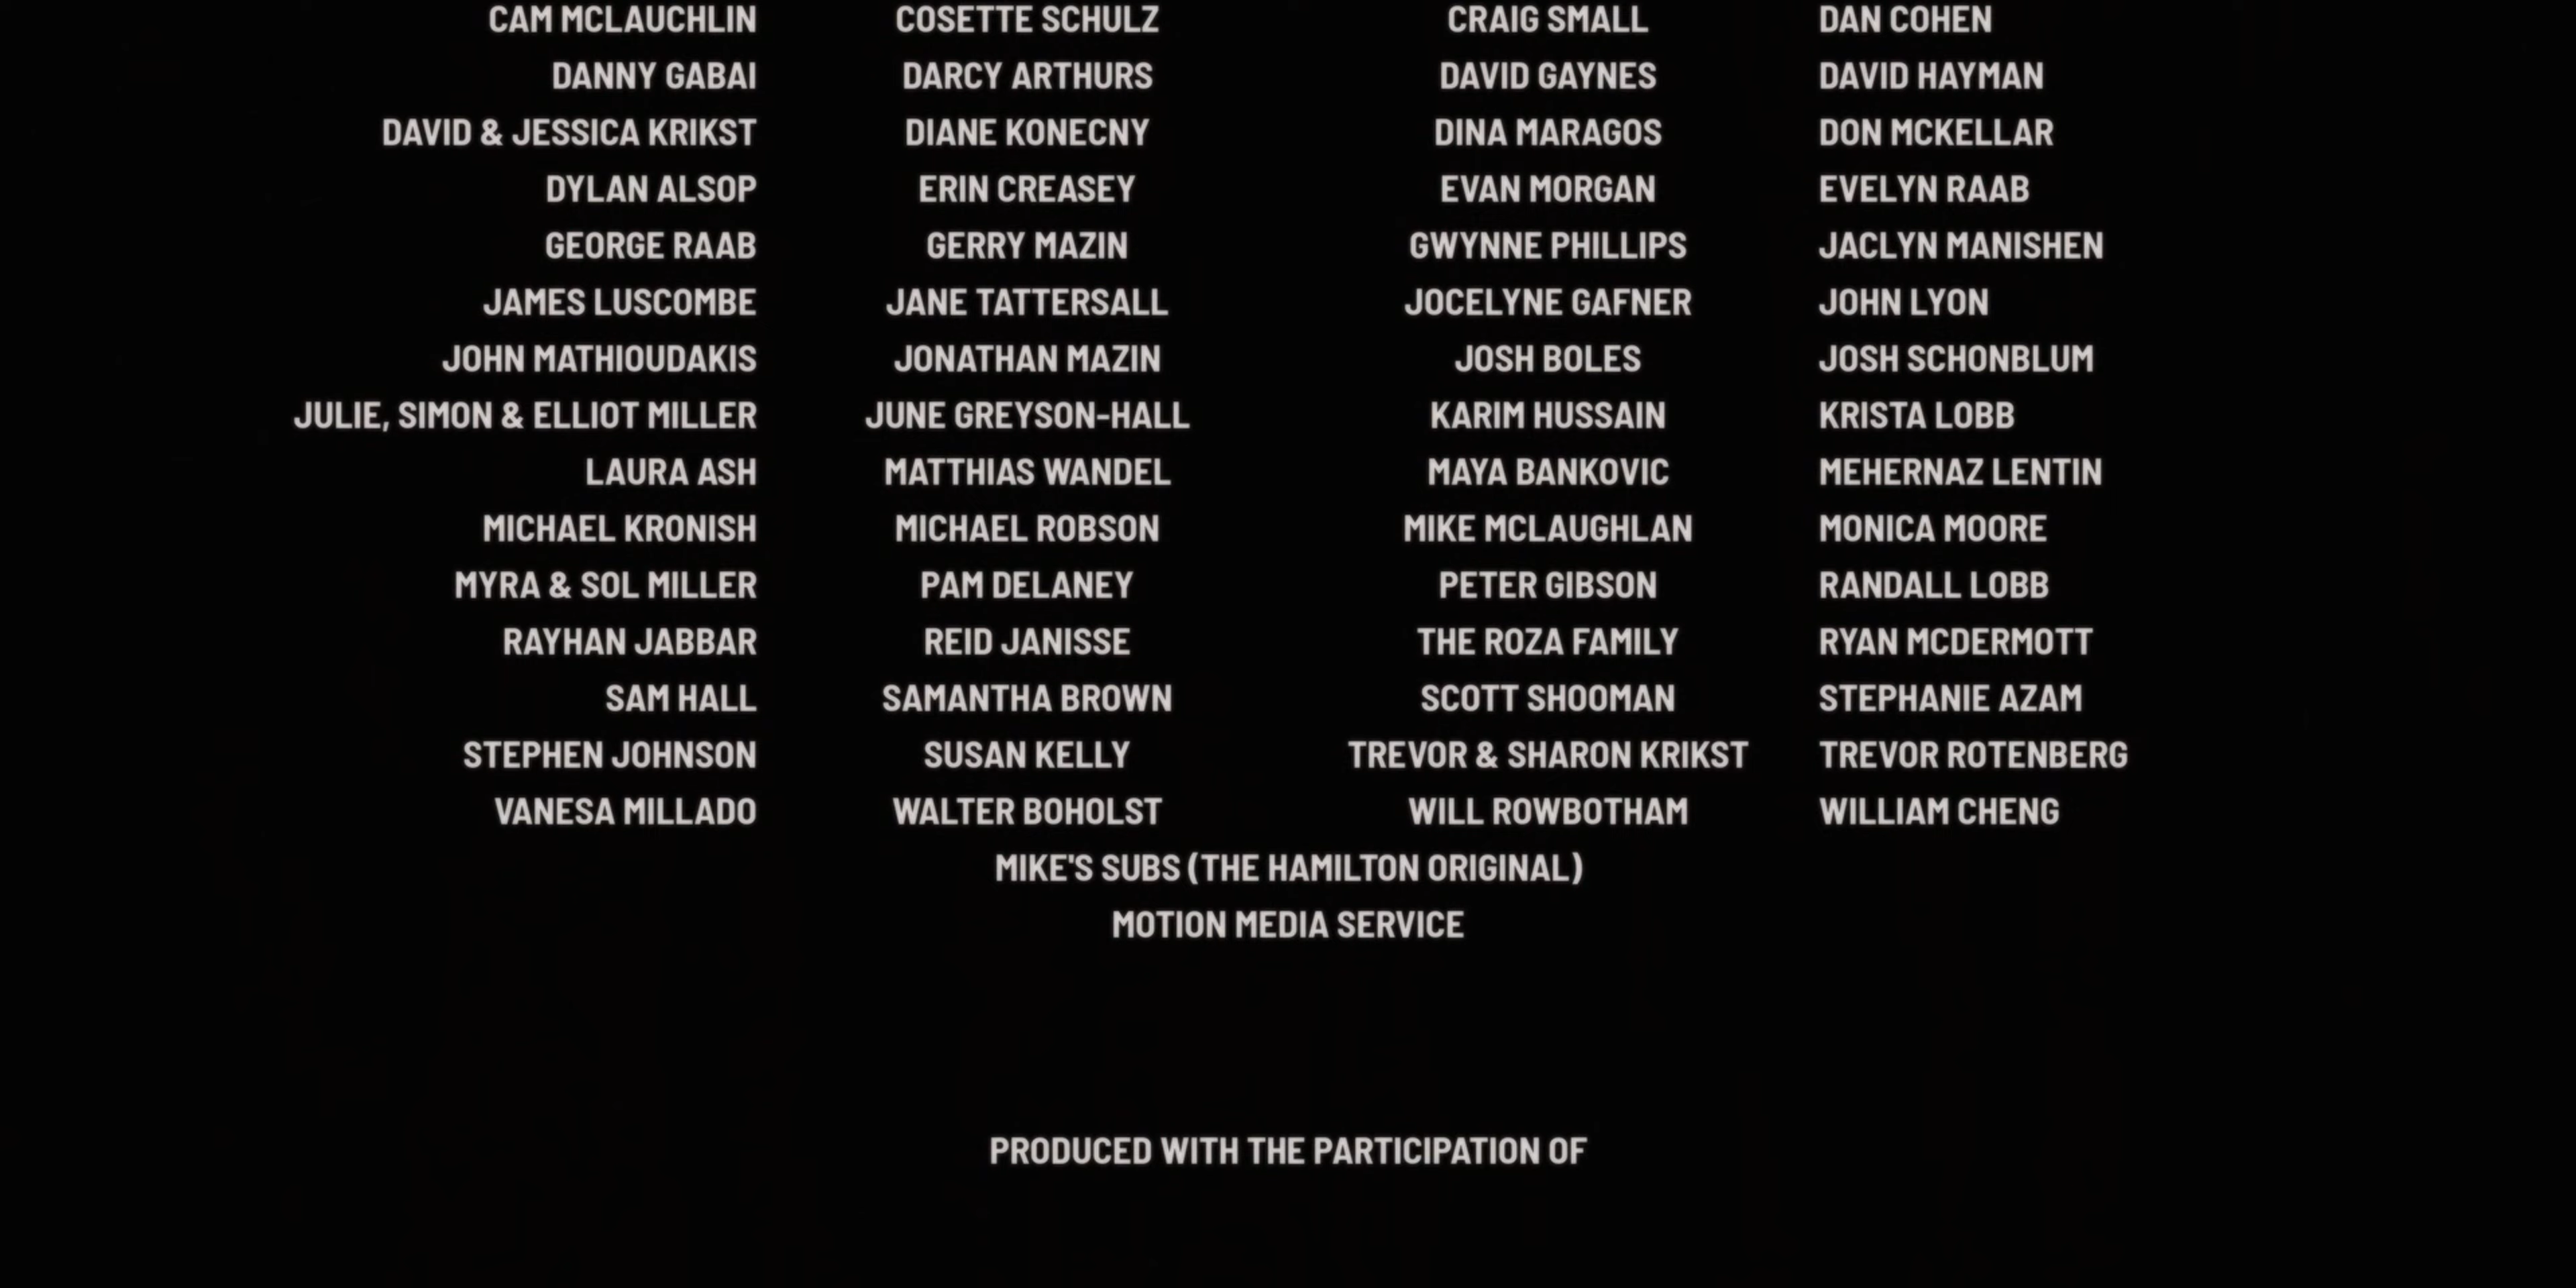 CAM MCLAUCHLIN COSETTE SCHULZ CRAIG SMALL DAN COHEN
DANNY GABAI DARCY ARTHURS DAVID GAYNES DAVID HAYMAN
DAVID & JESSICA KRIKST DIANE KONECNY DINA MARAGOS DON MCKELLAR
DYLAN ALSOP ERIN CREASEY EVAN MORGAN EVELYN RAAB
GEORGE RAAB GERRY MAZIN GWYNNE PHILLIPS JACLYN MANISHEN
JAMES LUSCOMBE JANE TATTERSALL JOCELYNE GAFNER JOHN LYON
JOHN MATHIOUDAKIS JONATHAN MAZIN JOSH BOLES JOSH SCHONBLUM
JULIE, SIMON & ELLIOT MILLER JUNE GREYSON-HALL KARIM HUSSAIN KRISTA LOBB
LAURA ASH MATTHIAS WANDEL MAYA BANKOVIC MEHERNAZ LENTIN
MICHAEL KRONISH MICHAEL ROBSON MIKE MCLAUGHLAN MONICA MOORE
MYRA & SOL MILLER PAM DELANEY PETER GIBSON RANDALL LOBB
RAYHAN JABBAR REID JANISSE THE ROZA FAMILY RYAN MCDERMOTT
SAM HALL SAMANTHA BROWN SCOTT SHOOMAN STEPHANIE AZAM
STEPHEN JOHNSON SUSAN KELLY TREVOR & SHARON KRIKST TREVOR ROTENBERG
VANESA MILLADO WALTER BOHOLST WILL ROWBOTHAM WILLIAM CHENG
MIKE'S SUBS (THE HAMILTON ORIGINAL)
MOTION MEDIA SERVICE
PRODUCED WITH THE PARTICIPATION OF